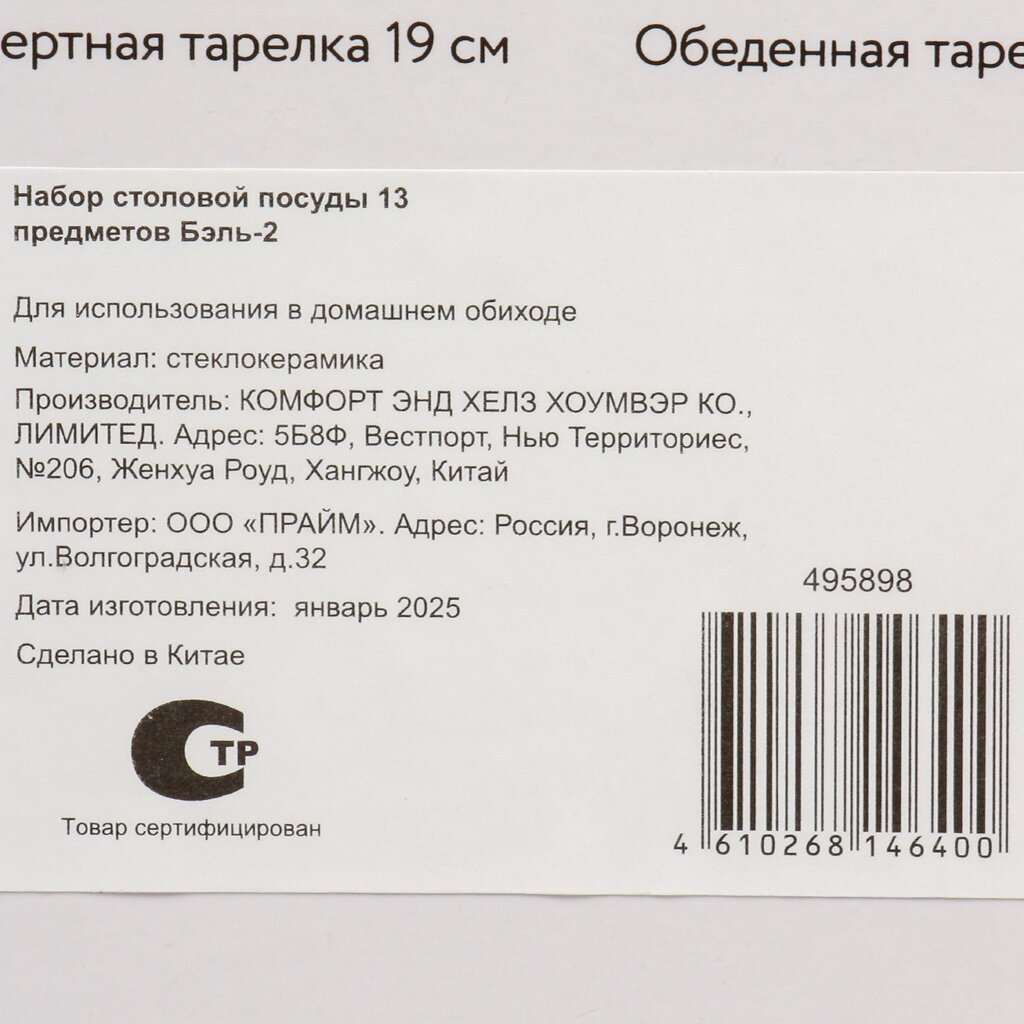 ертная тарелка 19 см
Обеденная таре
Набор столовой посуды 13
предметов Бэль-2
Для использования в домашнем обиходе
Материал: стеклокерамика
Производитель: КОМФОРТ ЭНД ХЕЛЗ ХОУМВЭР КО.,
ЛИМИТЕД. Адрес: 5Б8Ф, Вестпорт, Нью Территориес,
№206, Женхуа Роуд, Хангжоу, Китай
Импортер: ООО «ПРАЙМ». Адрес: Россия, г.Воронеж,
ул.Волгоградская, д.32
Дата изготовления: январь 2025
Сделано в Китае
СТР
Товар сертифицирован
495898
4 610268 146400